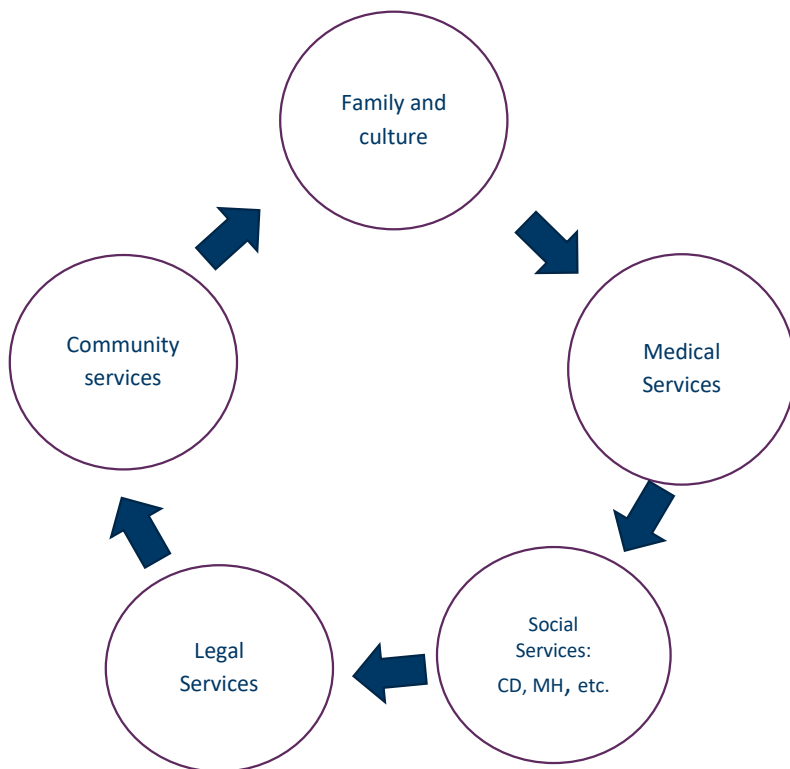 Family and
culture
Medical
Services
Social
Services:
CD, MH, etc.
Legal
Services
Community
services